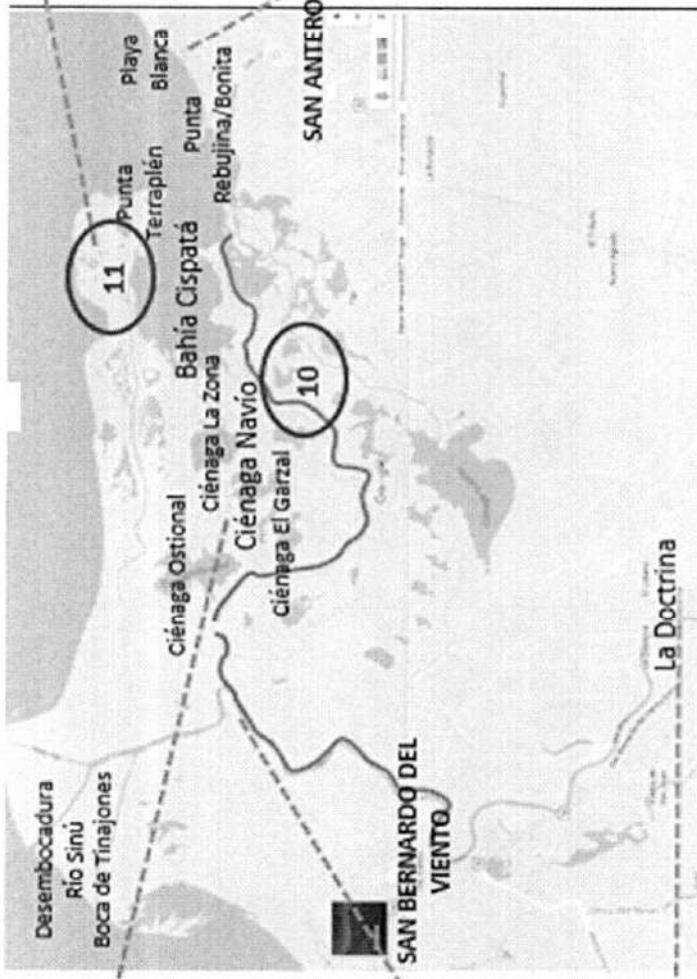 Desembocadura
Río Sinú
Boca de Tinajones
Ciénaga Ostional
Ciénaga La Zona
Ciénaga Navío
Ciénaga El Garzal
Bahía Cispatá
11
10
Punta
Terraplén
Playa
Blanca
Punta
Rebujina/Bonita
SAN ANTERO
SAN BERNARDO DEL
VIENTO
La Doctrina